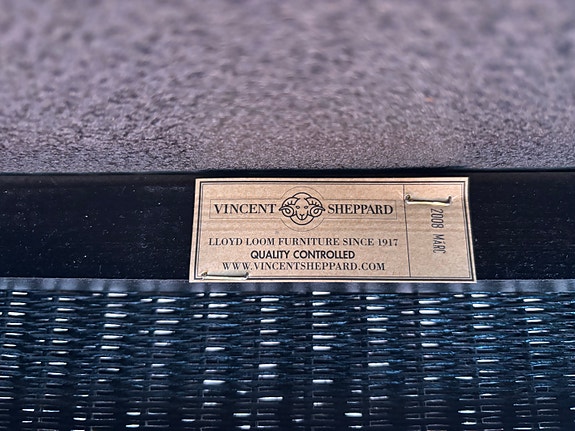 VINCENT SHEPPARD
LLOYD LOOM FURNITURE SINCE 1917
QUALITY CONTROLLED
WWW.VINCENTSHEPPARD.COM
2008 MARC